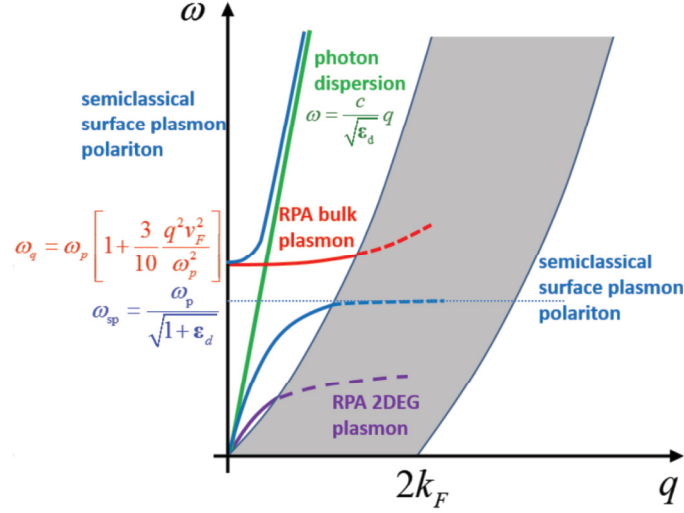 ω
photon
dispersion
ω = c/√ε_d q
semiclassical
surface plasmon
polariton
RPA bulk
plasmon
ω_q = ω_p [1 + 3/10 q²v_F²/ω_p²]
semiclassical
surface plasmon
polariton
ω_sp = ω_p/√(1+ε_d)
RPA 2DEG
plasmon
2k_F
q